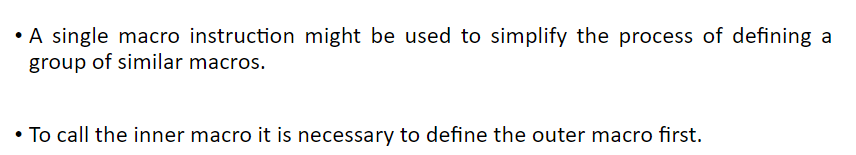 • A single macro instruction might be used to simplify the process of defining a
group of similar macros.
• To call the inner macro it is necessary to define the outer macro first.